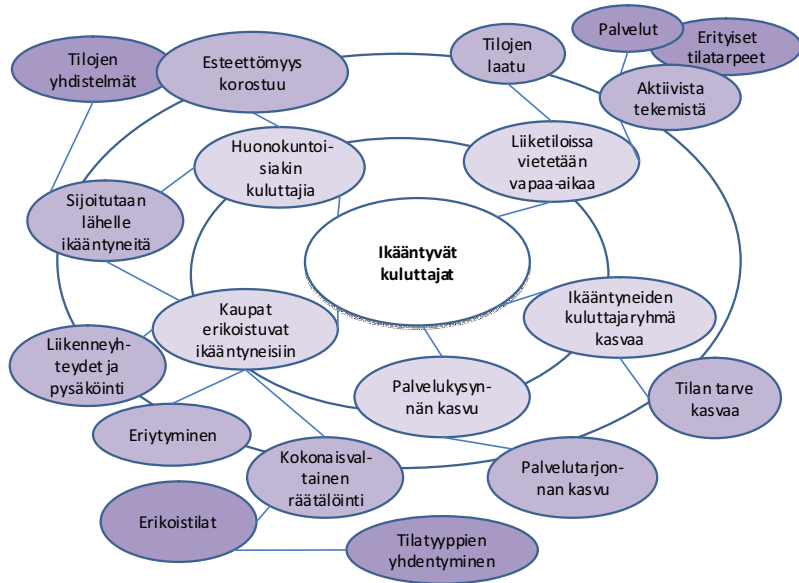 Tilojen
yhdistelmät
Esteettömyys
korostuu
Tilojen
laatu
Palvelut
Erityiset
tilatarpeet
Aktiivista
tekemistä
Huonokuntoi-
siakin
kuluttajia
Liiketiloissa
vietetään
vapaa-aikaa
Sijoitutaan
lähelle
ikääntyneitä
Ikääntyvät
kuluttajat
Kaupat
erikoistuvat
ikääntyneisiin
Ikääntyneiden
kuluttajaryhmä
kasvaa
Liikenneyh-
teydet ja
pysäköinti
Palvelukysyn-
nän kasvu
Tilan tarve
kasvaa
Eriytyminen
Kokonaisval-
tainen
räätälöinti
Palvelutarjon-
nan kasvu
Erikoistilat
Tilatyyppien
yhdentyminen